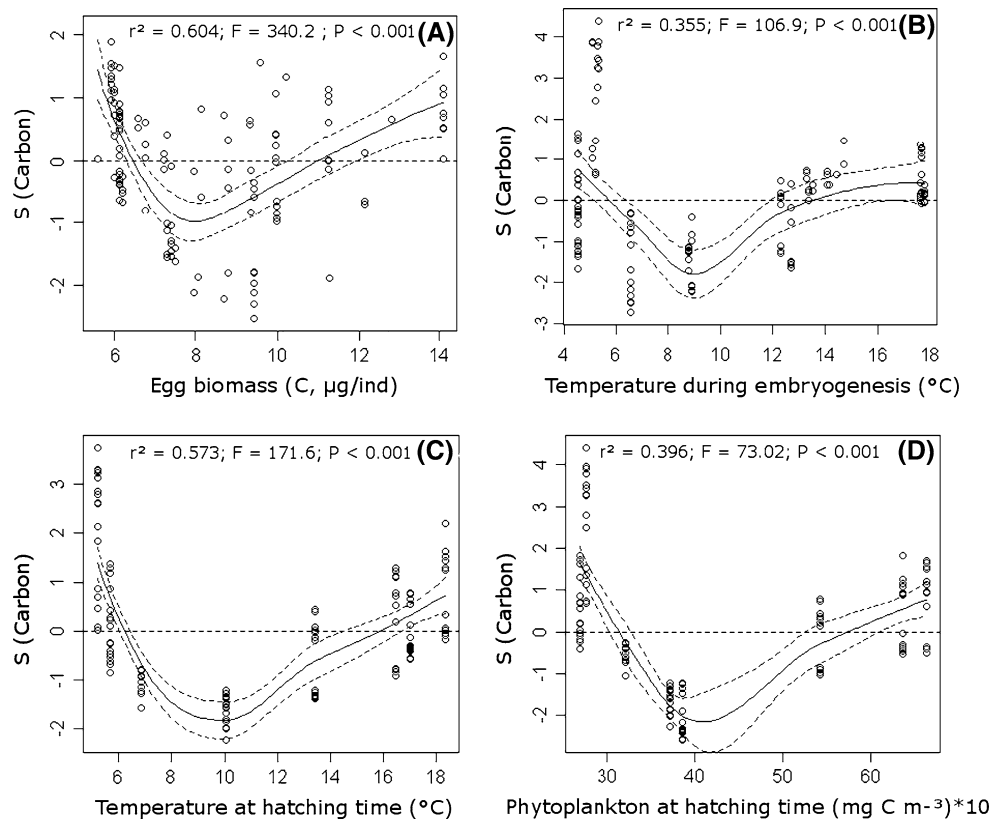 r² = 0.604; F = 340.2 ; P < 0.001 (A)
2
1
0
-1
-2
S (Carbon)
6 8 10 12 14
Egg biomass (C, µg/ind)
r² = 0.355; F = 106.9; P < 0.001 (B)
4
3
2
1
0
-1
-2
-3
S (Carbon)
4 6 8 10 12 14 16 18
Temperature during embryogenesis (°C)
r² = 0.573; F = 171.6; P < 0.001 (C)
3
2
1
0
-1
-2
S (Carbon)
6 8 10 12 14 16 18
Temperature at hatching time (°C)
r² = 0.396; F = 73.02; P < 0.001 (D)
4
3
2
1
0
-1
-2
S (Carbon)
30 40 50 60
Phytoplankton at hatching time (mg C m-³)*10